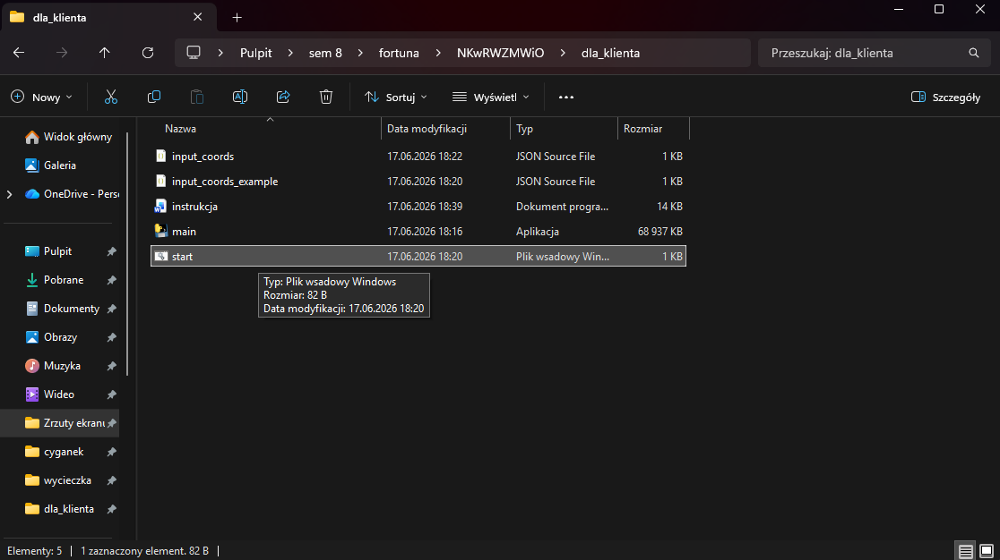 dla_klienta
Pulpit > sem 8 > fortuna > NKwRWZMWiO > dla_klienta
Przeszukaj: dla_klienta
Nowy Sortuj Wyświetl ... Szczegóły
Widok główny
Galeria
OneDrive - Pers
Pulpit
Pobrane
Dokumenty
Obrazy
Muzyka
Wideo
Zrzuty ekranu
cyganek
wycieczka
dla_klienta
Nazwa Data modyfikacji Typ Rozmiar
input_coords 17.06.2026 18:22 JSON Source File 1 KB
input_coords_example 17.06.2026 18:20 JSON Source File 1 KB
instrukcja 17.06.2026 18:39 Dokument progra... 14 KB
main 17.06.2026 18:16 Aplikacja 68 937 KB
start 17.06.2026 18:20 Plik wsadowy Win... 1 KB
Typ: Plik wsadowy Windows
Rozmiar: 82 B
Data modyfikacji: 17.06.2026 18:20
Elementy: 5 | 1 zaznaczony element. 82 B |